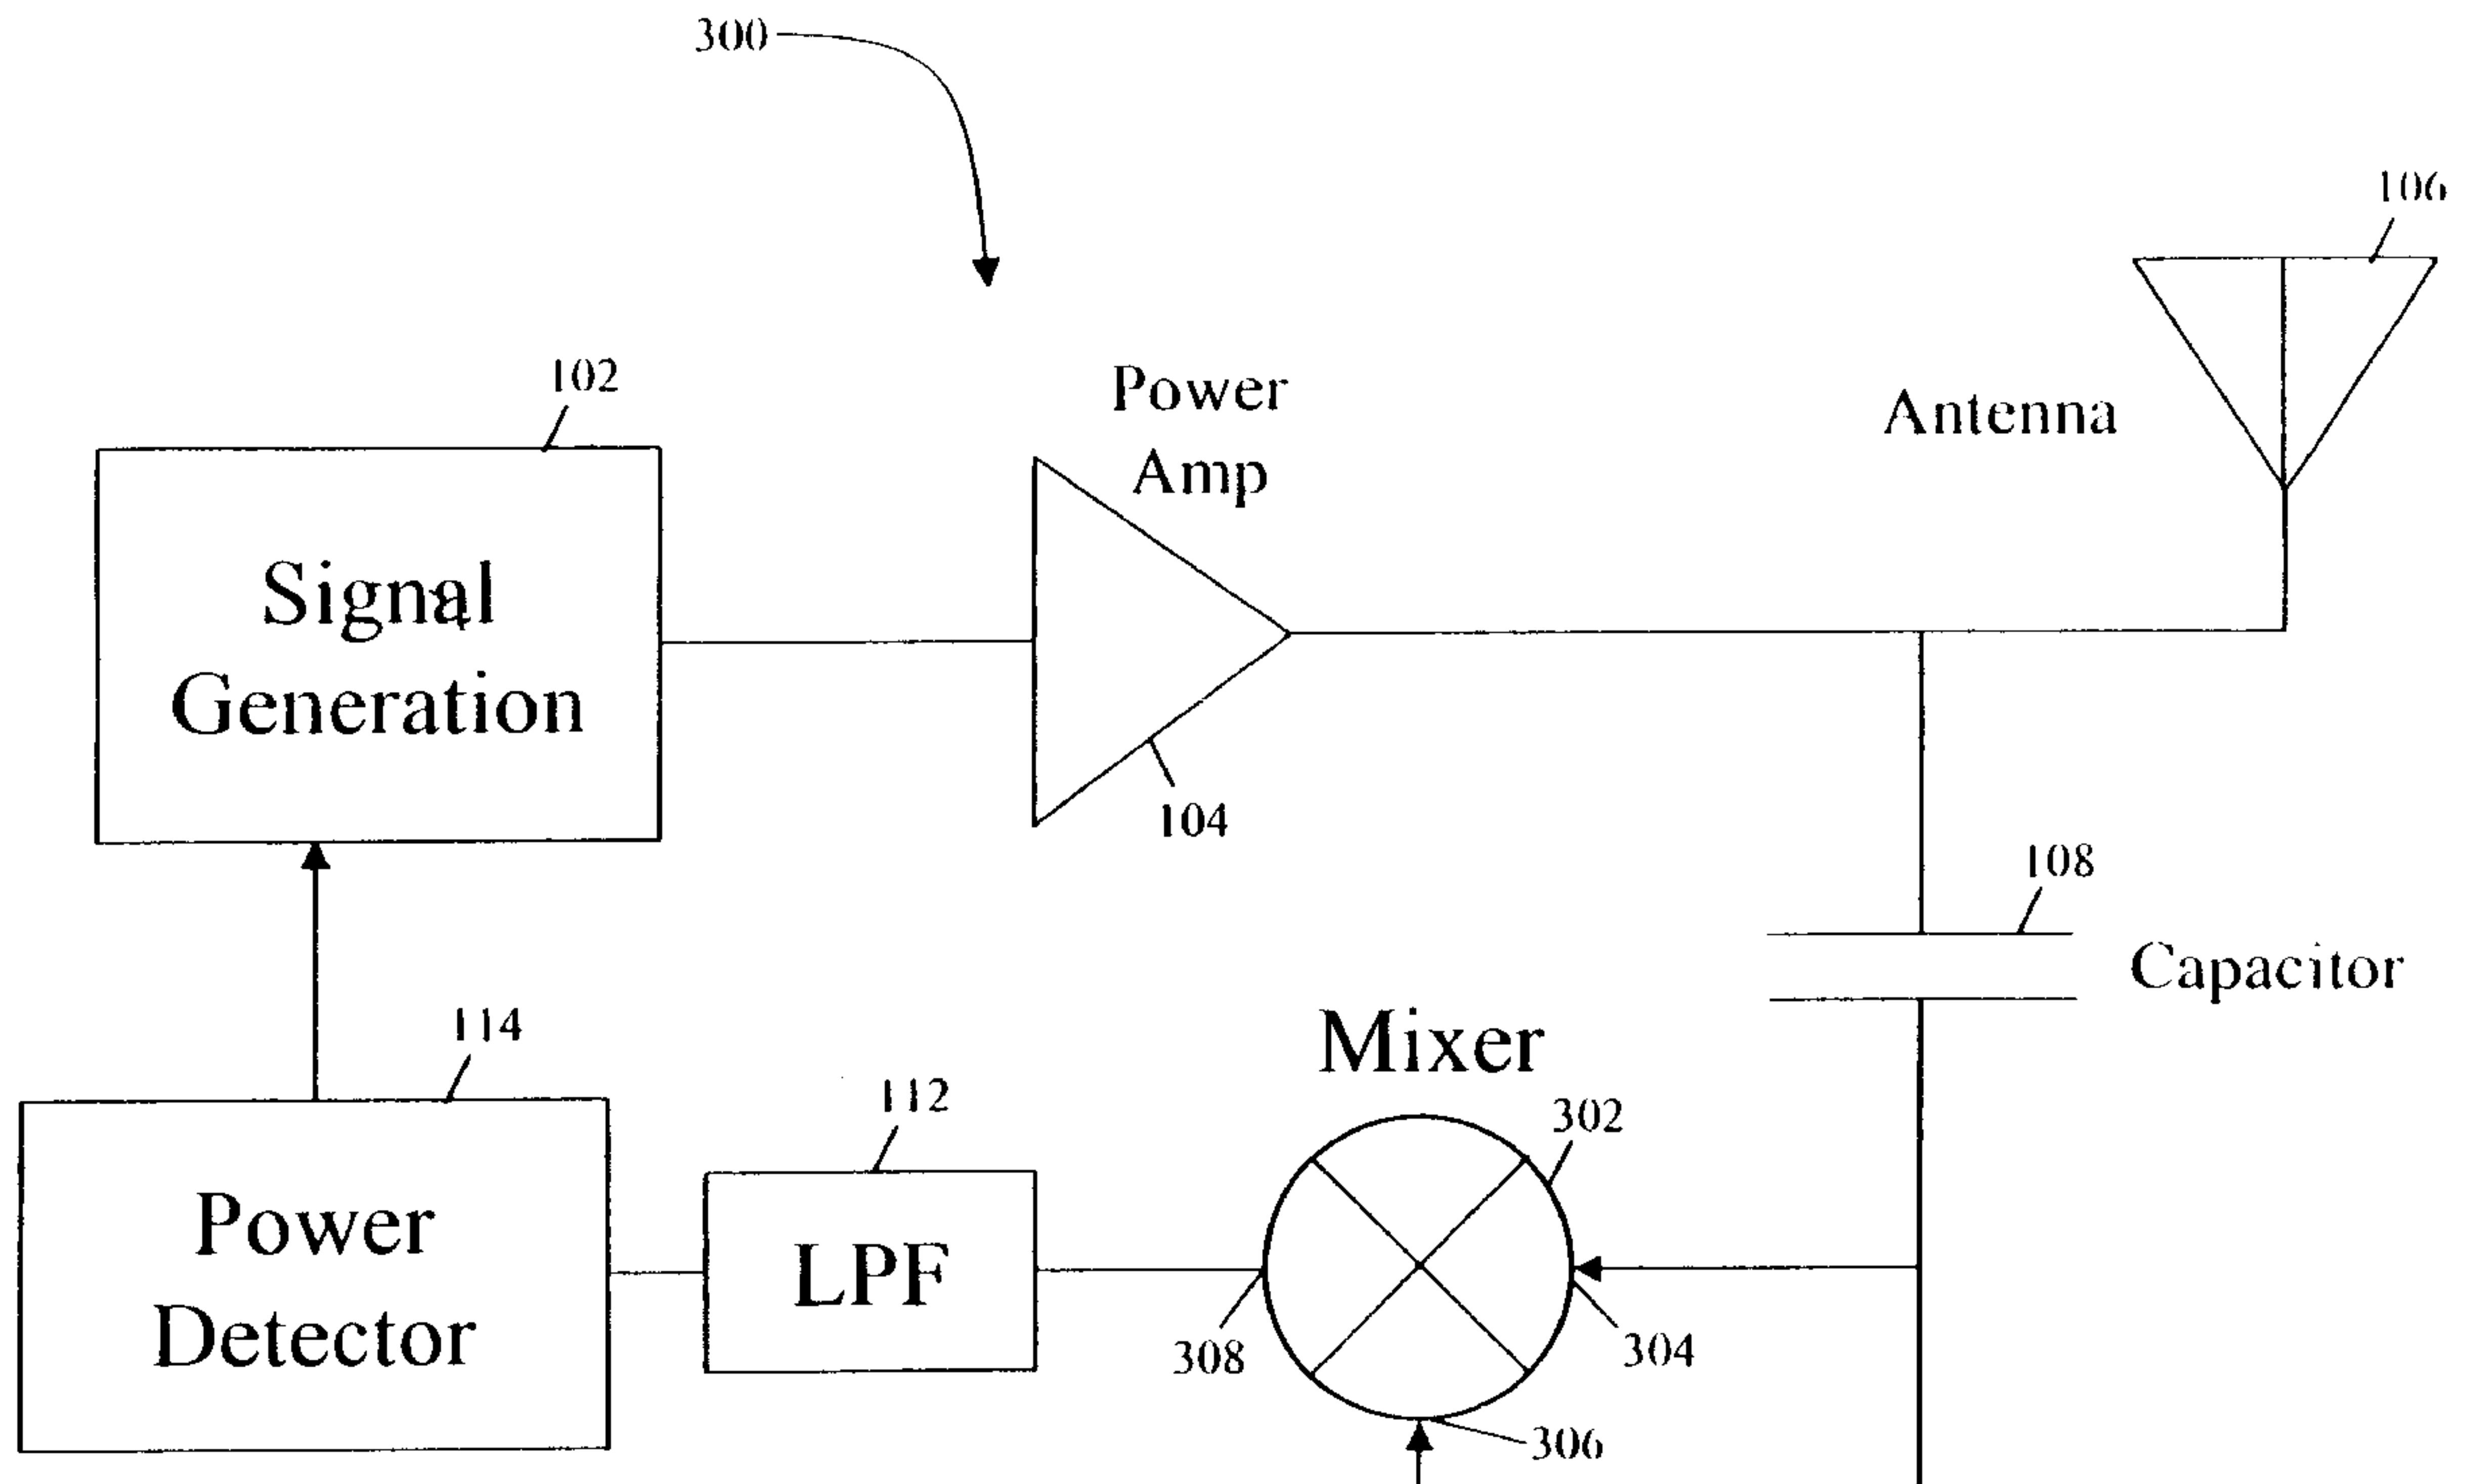 300
106
102
Power
Amp
Antenna
Signal
Generation
104
108
Capacitor
114
Mixer
112
302
Power
Detector
LPF
308
304
306